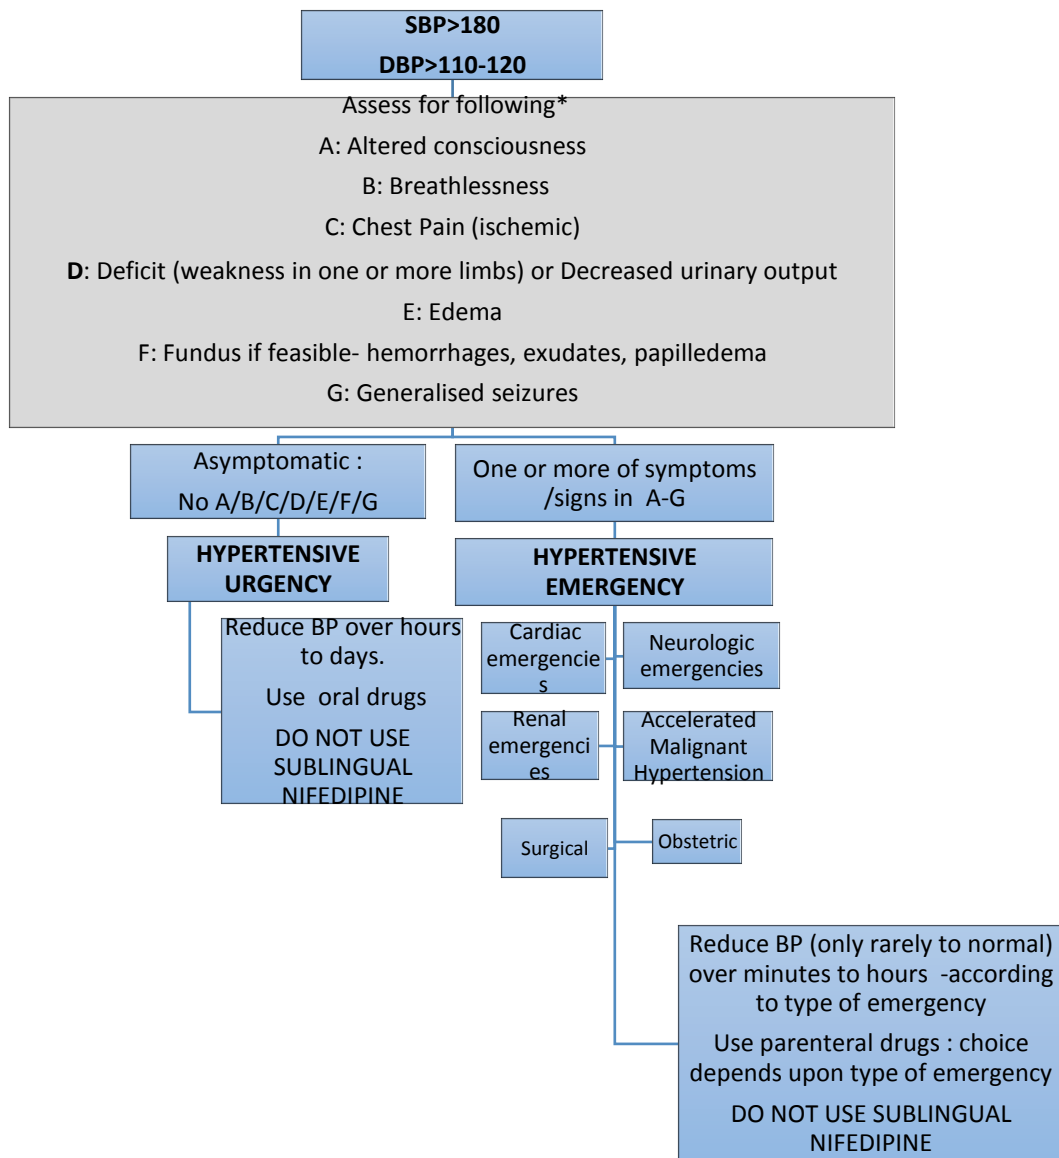 SBP>180
DBP>110-120
Assess for following*
A: Altered consciousness
B: Breathlessness
C: Chest Pain (ischemic)
D: Deficit (weakness in one or more limbs) or Decreased urinary output
E: Edema
F: Fundus if feasible- hemorrhages, exudates, papilledema
G: Generalised seizures
Asymptomatic :
No A/B/C/D/E/F/G
One or more of symptoms
/signs in A-G
HYPERTENSIVE
URGENCY
HYPERTENSIVE
EMERGENCY
Reduce BP over hours
to days.
Use oral drugs
DO NOT USE
SUBLINGUAL
NIFEDIPINE
Cardiac
emergencie
s
Neurologic
emergencies
Renal
emergenci
es
Accelerated
Malignant
Hypertension
Surgical
Obstetric
Reduce BP (only rarely to normal)
over minutes to hours -according
to type of emergency
Use parenteral drugs : choice
depends upon type of emergency
DO NOT USE SUBLINGUAL
NIFEDIPINE